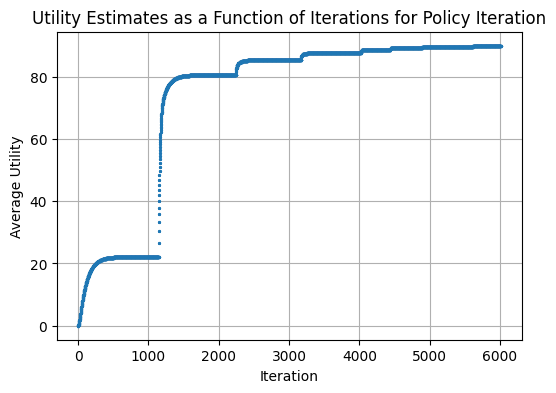 Utility Estimates as a Function of Iterations for Policy Iteration
Average Utility
80
60
40
20
0
0 1000 2000 3000 4000 5000 6000
Iteration